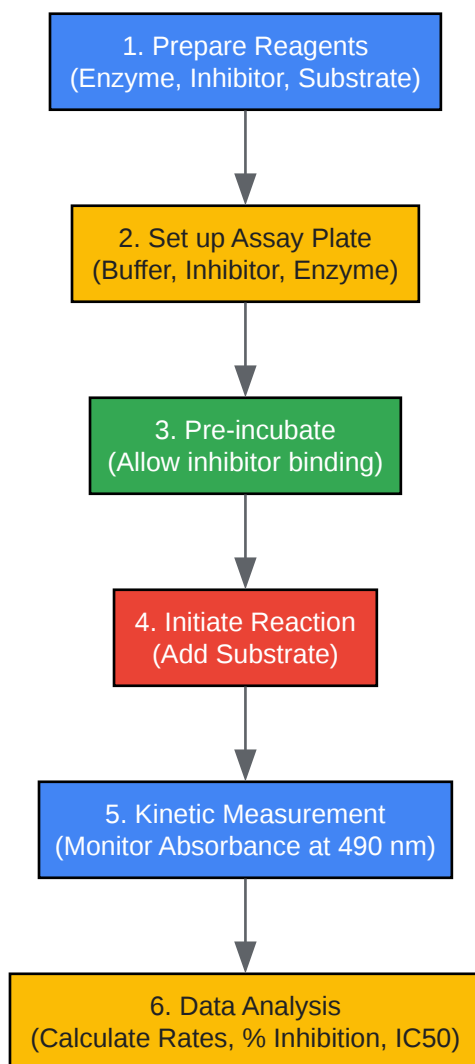 1. Prepare Reagents
(Enzyme, Inhibitor, Substrate)
2. Set up Assay Plate
(Buffer, Inhibitor, Enzyme)
3. Pre-incubate
(Allow inhibitor binding)
4. Initiate Reaction
(Add Substrate)
5. Kinetic Measurement
(Monitor Absorbance at 490 nm)
6. Data Analysis
(Calculate Rates, % Inhibition, IC50)